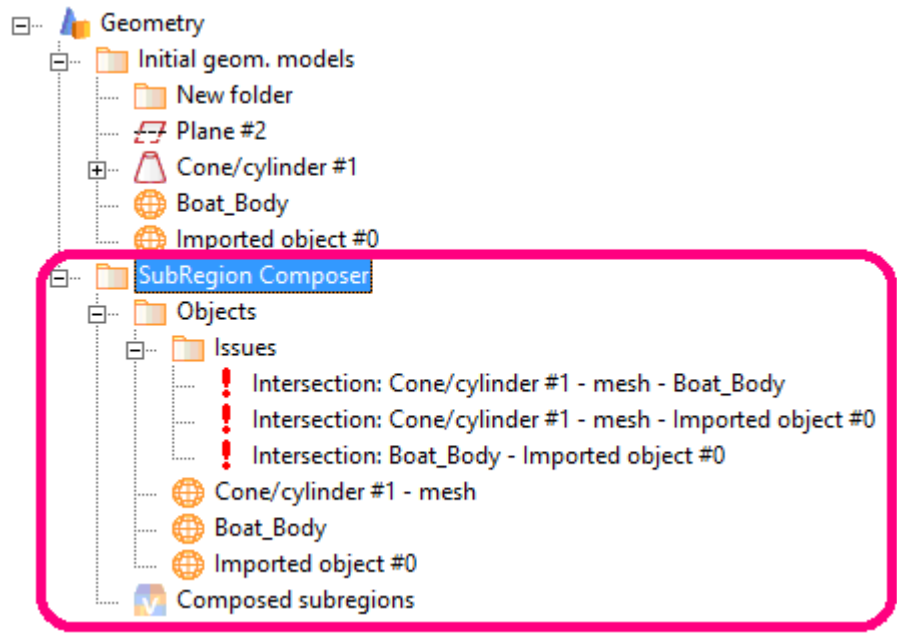 Geometry
Initial geom. models
New folder
Plane #2
Cone/cylinder #1
Boat_Body
Imported object #0
SubRegion Composer
Objects
Issues
Intersection: Cone/cylinder #1 - mesh - Boat_Body
Intersection: Cone/cylinder #1 - mesh - Imported object #0
Intersection: Boat_Body - Imported object #0
Cone/cylinder #1 - mesh
Boat_Body
Imported object #0
Composed subregions